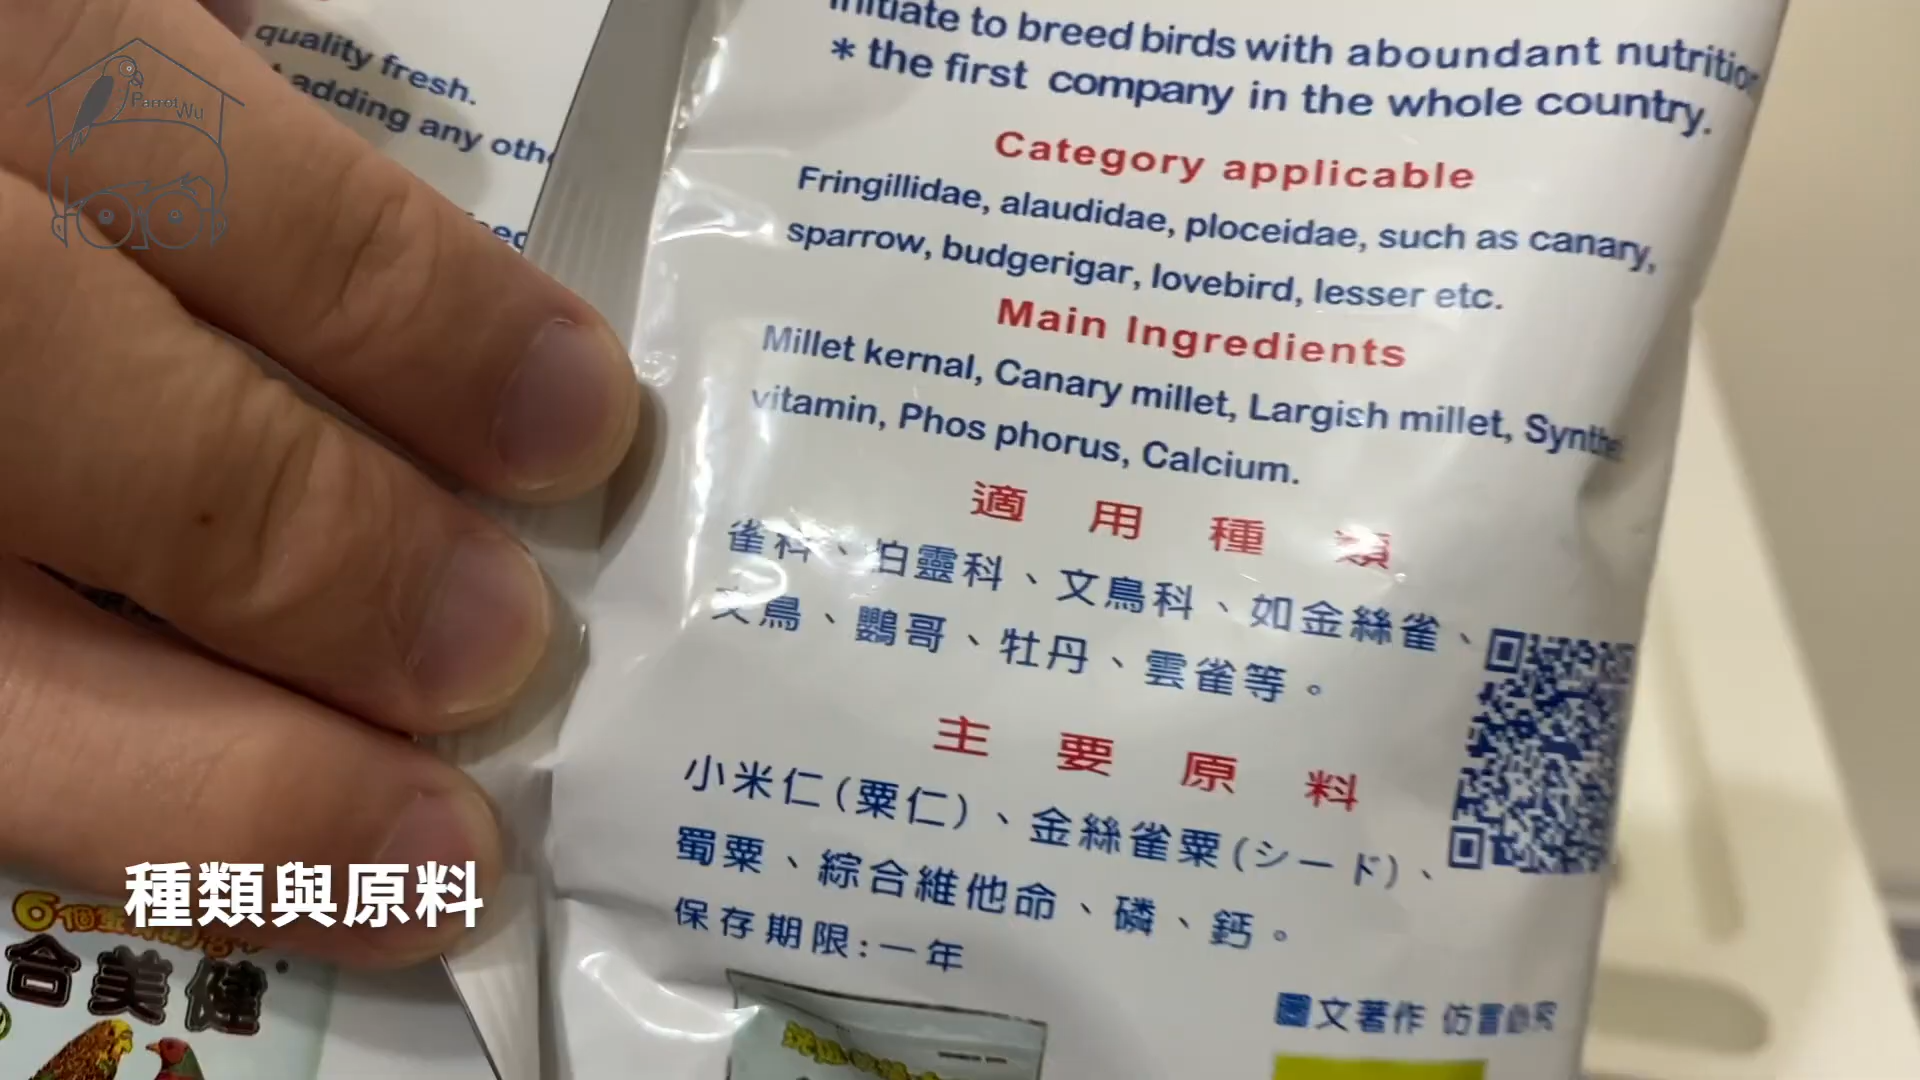 Parrot Wu
quality fresh.
adding any
initiate to breed birds with aboundant nutrition
* the first company in the whole country.
Category applicable
Fringillidae, alaudidae, ploceidae, such as canary,
sparrow, budgerigar, lovebird, lesser etc.
Main Ingredients
Millet kernal, Canary millet, Largish millet,
vitamin, Phos phorus, Calcium.
適用種類
雀科、伯靈科、文鳥科、如金絲雀、
文鳥、鸚哥、牡丹、雲雀等。
主要原料
小米仁(粟仁)、金絲雀粟(シード)、
蜀粟、綜合維他命、磷、鈣。
保存期限:一年
圖文著作 仿冒必究
種類與原料
合美健